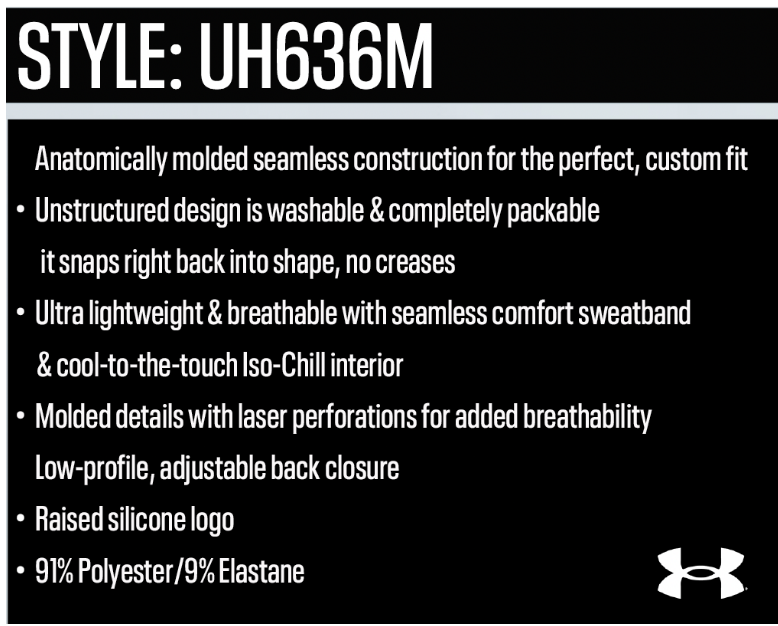 STYLE: UH636M
Anatomically molded seamless construction for the perfect, custom fit
• Unstructured design is washable & completely packable
it snaps right back into shape, no creases
• Ultra lightweight & breathable with seamless comfort sweatband
& cool-to-the-touch Iso-Chill interior
• Molded details with laser perforations for added breathability
Low-profile, adjustable back closure
• Raised silicone logo
• 91% Polyester/9% Elastane